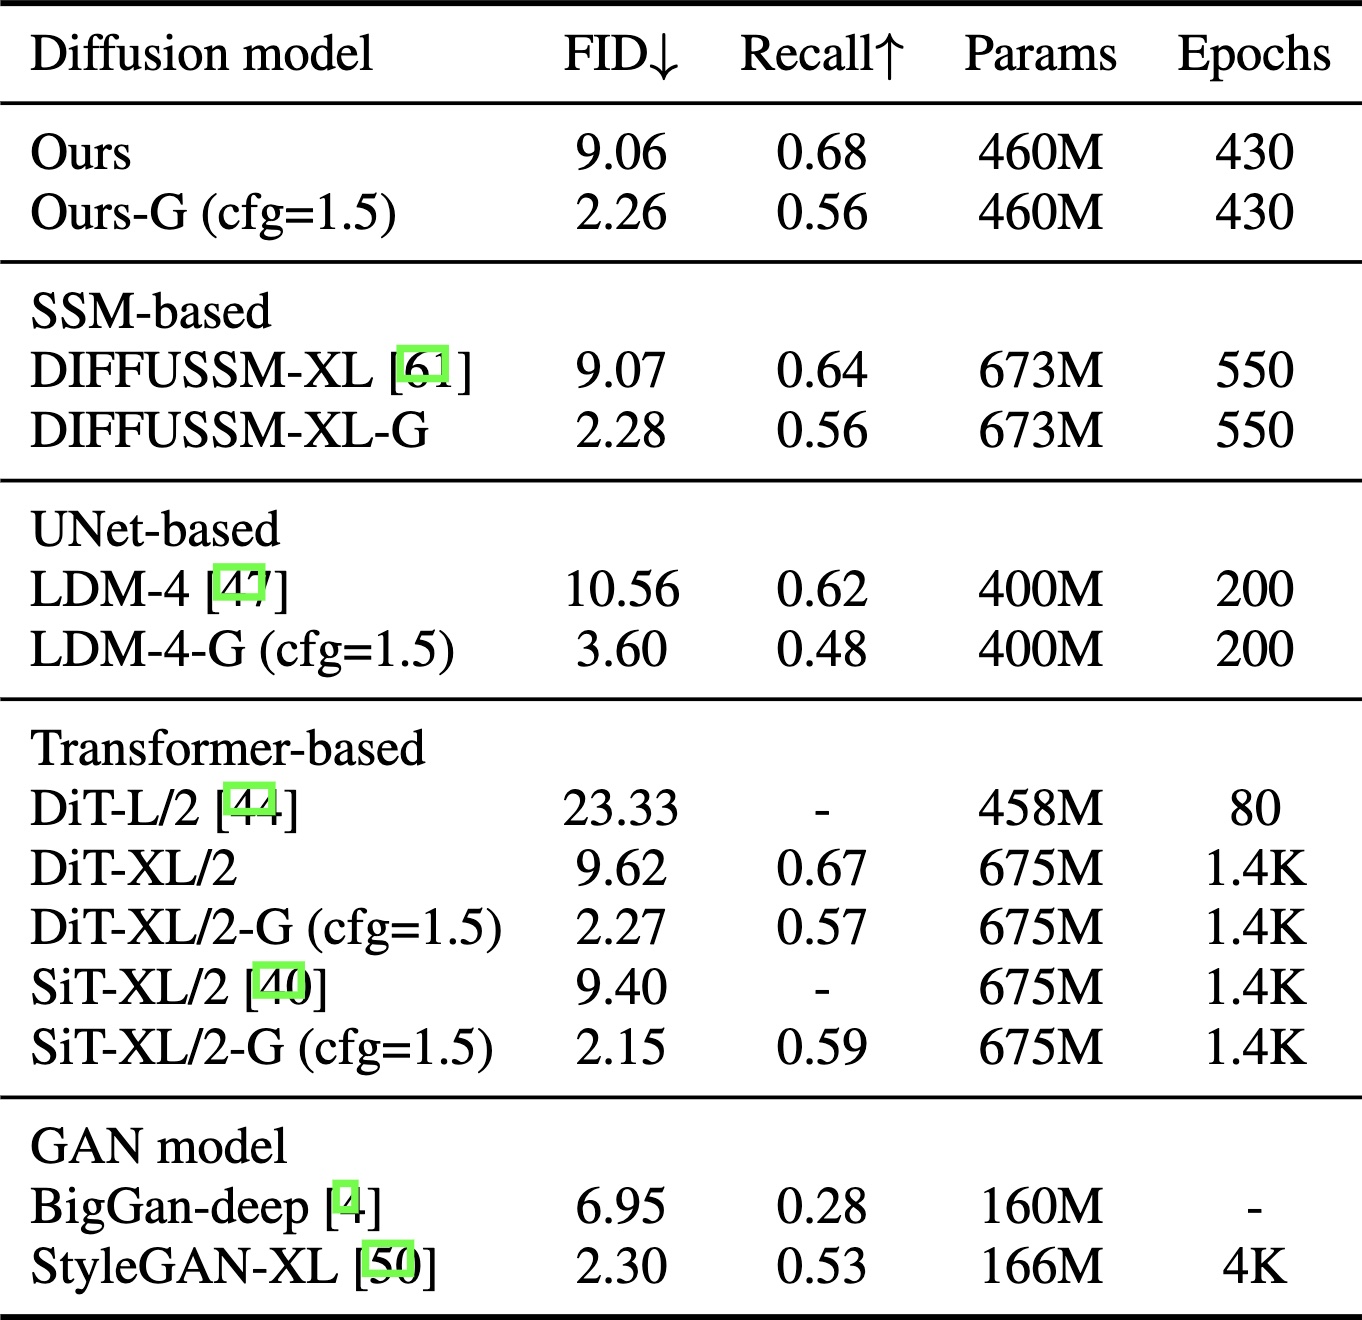 Diffusion model FID↓ Recall↑ Params Epochs
Ours 9.06 0.68 460M 430
Ours-G (cfg=1.5) 2.26 0.56 460M 430
SSM-based
DIFFUSSM-XL [61] 9.07 0.64 673M 550
DIFFUSSM-XL-G 2.28 0.56 673M 550
UNet-based
LDM-4 [47] 10.56 0.62 400M 200
LDM-4-G (cfg=1.5) 3.60 0.48 400M 200
Transformer-based
DiT-L/2 [44] 23.33 - 458M 80
DiT-XL/2 9.62 0.67 675M 1.4K
DiT-XL/2-G (cfg=1.5) 2.27 0.57 675M 1.4K
SiT-XL/2 [40] 9.40 - 675M 1.4K
SiT-XL/2-G (cfg=1.5) 2.15 0.59 675M 1.4K
GAN model
BigGan-deep [4] 6.95 0.28 160M -
StyleGAN-XL [50] 2.30 0.53 166M 4K